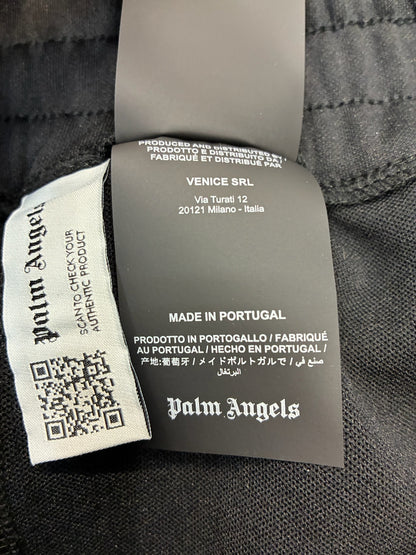 PRODUCED AND DISTRIBUTED BY
PRODOTTO E DISTRIBUITO DA
FABRIQUÉ ET DISTRIBUÉ PAR
VENICE SRL
Via Turati 12
20121 Milano - Italia
MADE IN PORTUGAL
PRODOTTO IN PORTOGALLO / FABRIQUÉ
AU PORTUGAL / HECHO EN PORTUGAL /
产地:葡萄牙 / メイドポルトガルで / صنع في
البرتغال
Palm Angels
Palm Angels
SCAN TO CHECK YOUR
AUTHENTIC PRODUCT